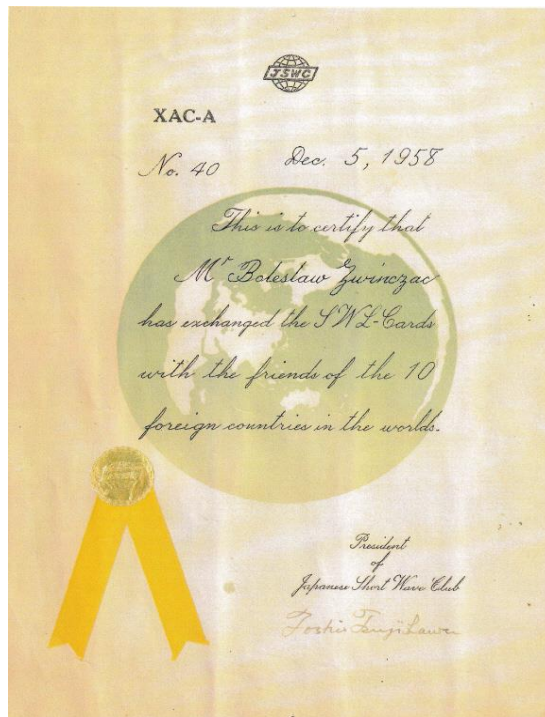 JSWC
XAC-A
No. 40 Dec. 5, 1958
This is to certify that
Mr Boleslaw Zwinczac
has exchanged the SWL-Cards
with the friends of the 10
foreign countries in the worlds.
President
of
Japanese Short Wave Club